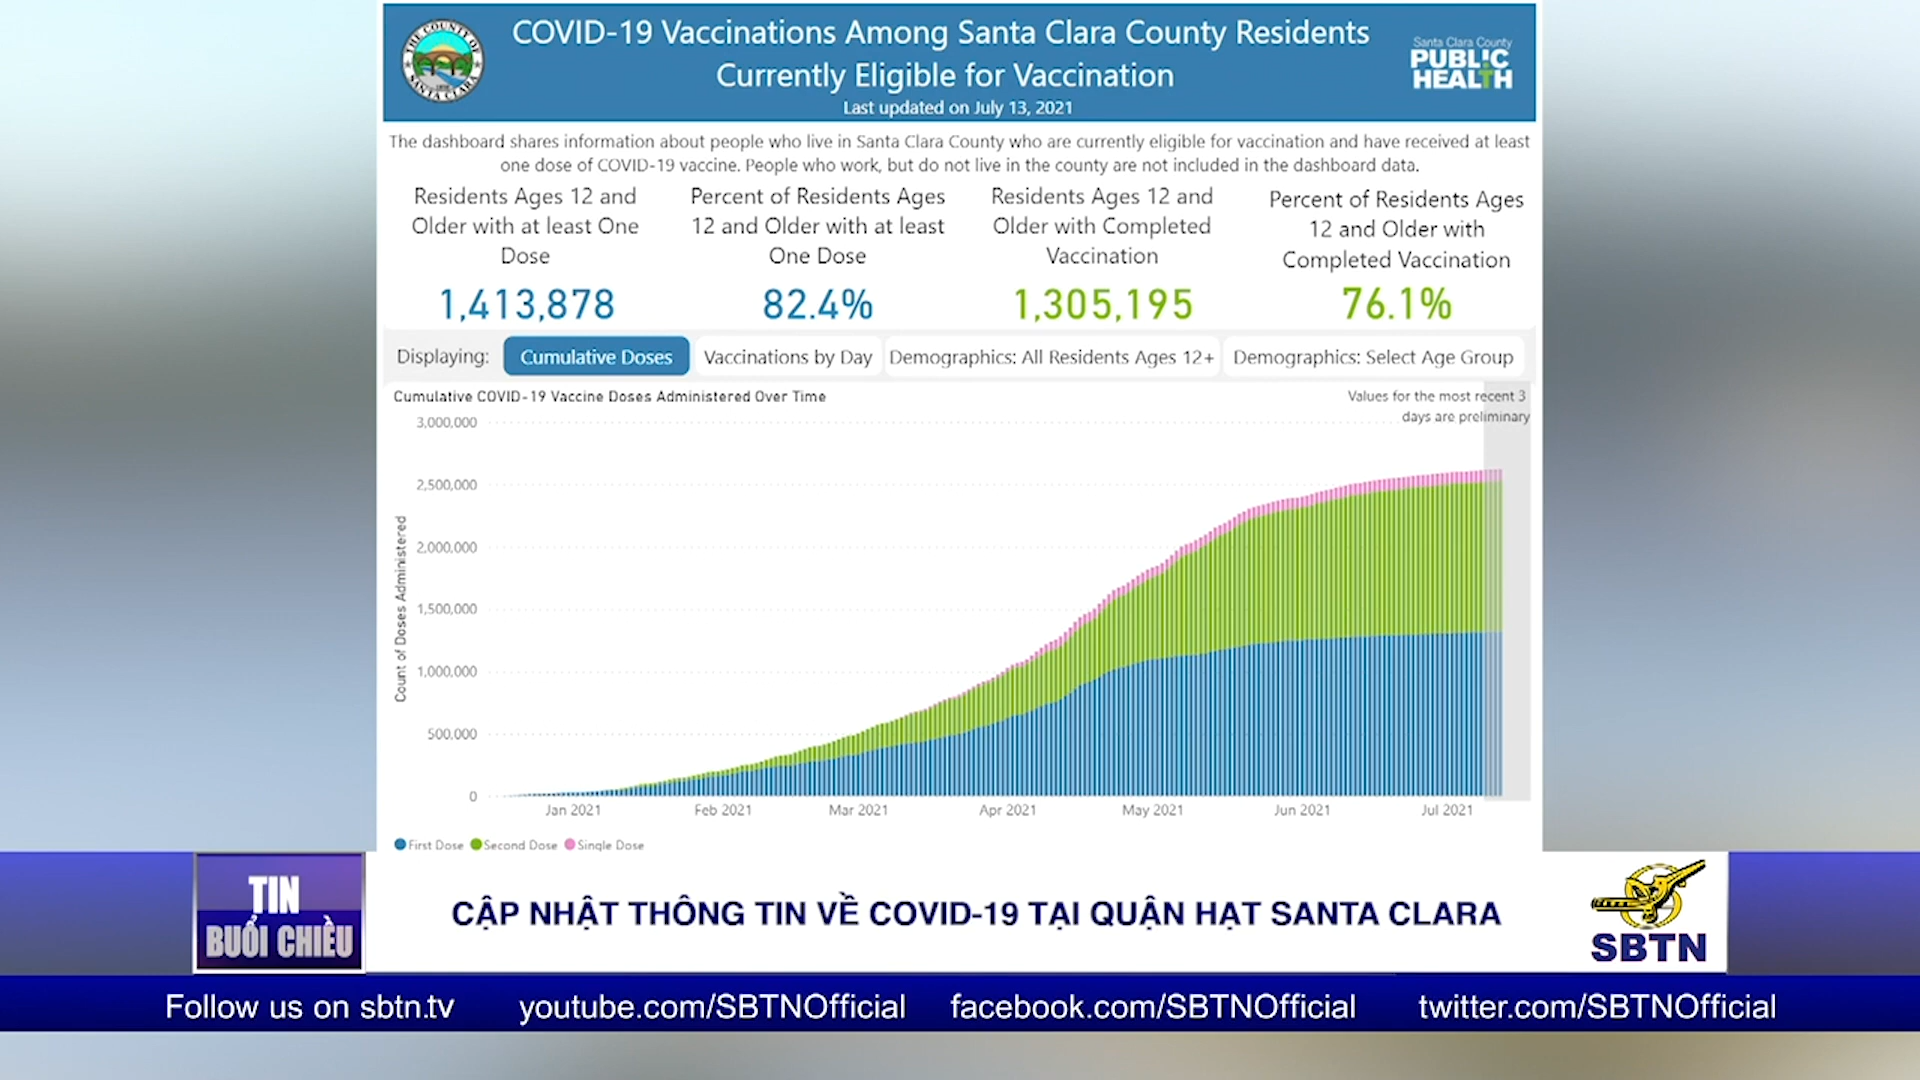 COVID-19 Vaccinations Among Santa Clara County Residents
Currently Eligible for Vaccination
Last updated on July 13, 2021
THE COUNTY OF
SANTA CLARA
Santa Clara County
PUBLIC
HEALTH
The dashboard shares information about people who live in Santa Clara County who are currently eligible for vaccination and have received at least
one dose of COVID-19 vaccine. People who work, but do not live in the county are not included in the dashboard data.
Residents Ages 12 and
Older with at least One
Dose
1,413,878
Percent of Residents Ages
12 and Older with at least
One Dose
82.4%
Residents Ages 12 and
Older with Completed
Vaccination
1,305,195
Percent of Residents Ages
12 and Older with
Completed Vaccination
76.1%
Displaying:
Cumulative Doses
Vaccinations by Day
Demographics: All Residents Ages 12+
Demographics: Select Age Group
Cumulative COVID-19 Vaccine Doses Administered Over Time
Values for the most recent 3
days are preliminary
Count of Doses Administered
3,000,000
2,500,000
2,000,000
1,500,000
1,000,000
500,000
0
Jan 2021 Feb 2021 Mar 2021 Apr 2021 May 2021 Jun 2021 Jul 2021
First Dose Second Dose Single Dose
TIN
BUỔI CHIỀU
CẬP NHẬT THÔNG TIN VỀ COVID-19 TẠI QUẬN HẠT SANTA CLARA
SBTN
Follow us on sbtn.tv youtube.com/SBTNOfficial facebook.com/SBTNOfficial twitter.com/SBTNOfficial